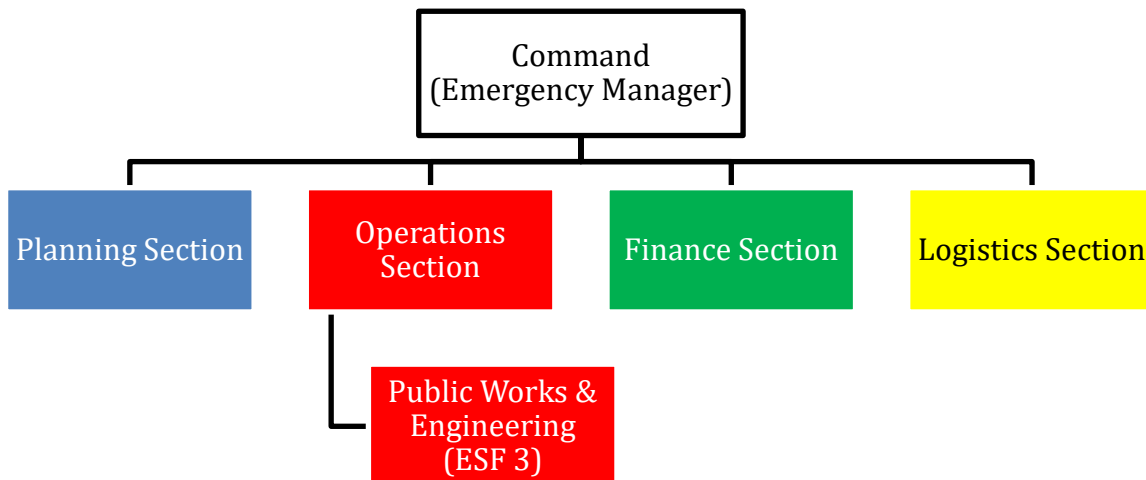 Command
(Emergency Manager)
Planning Section
Operations
Section
Finance Section
Logistics Section
Public Works &
Engineering
(ESF 3)